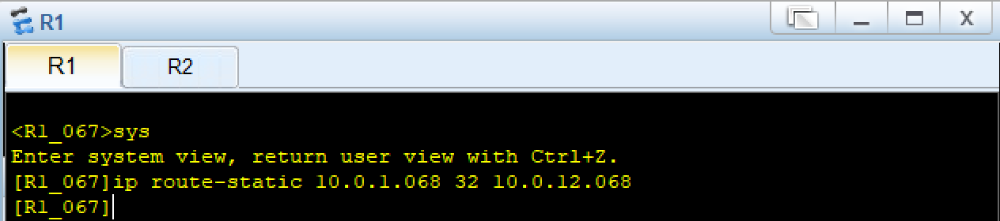 R1
X
R1
R2
<R1_067>sys
Enter system view, return user view with Ctrl+Z.
[R1_067]ip route-static 10.0.1.068 32 10.0.12.068
[R1_067]